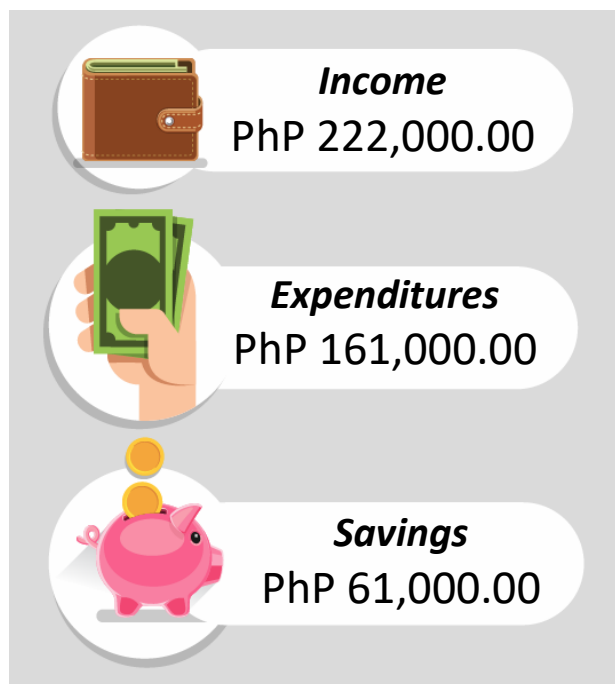 Income
PhP 222,000.00
Expenditures
PhP 161,000.00
Savings
PhP 61,000.00